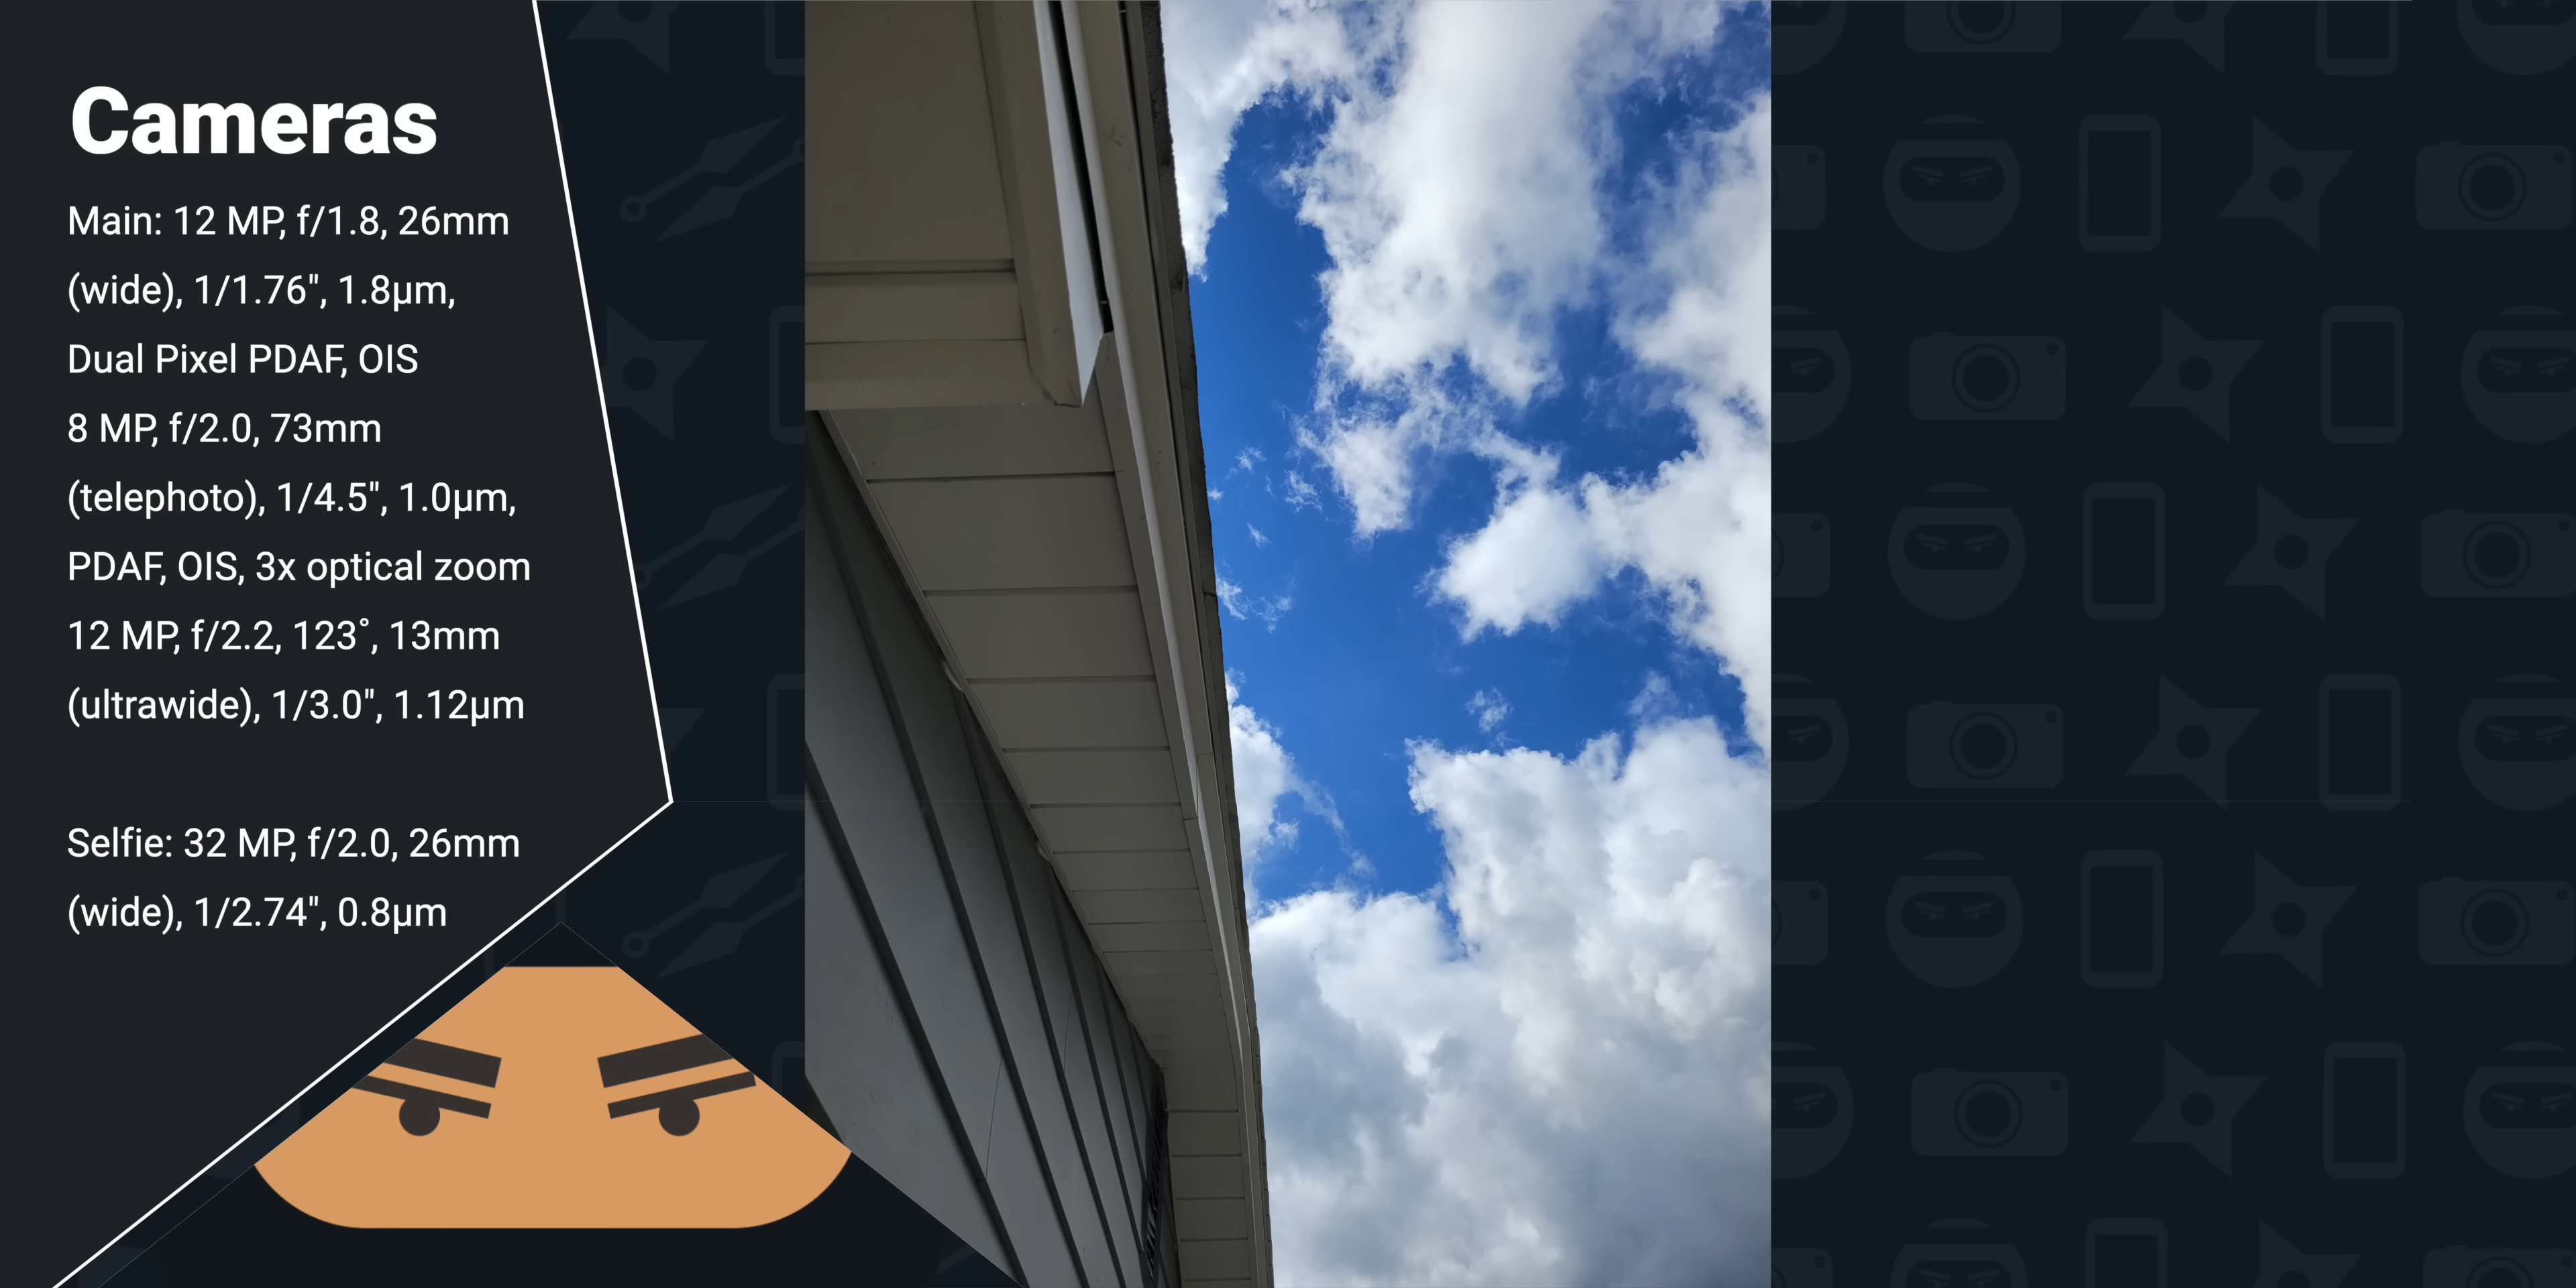 Cameras
Main: 12 MP, f/1.8, 26mm
(wide), 1/1.76", 1.8µm,
Dual Pixel PDAF, OIS
8 MP, f/2.0, 73mm
(telephoto), 1/4.5", 1.0µm,
PDAF, OIS, 3x optical zoom
12 MP, f/2.2, 123˚, 13mm
(ultrawide), 1/3.0", 1.12µm
Selfie: 32 MP, f/2.0, 26mm
(wide), 1/2.74", 0.8µm